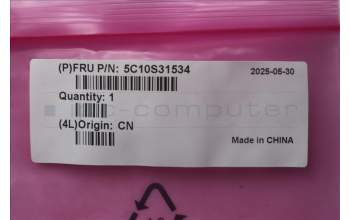 (P)FRU P/N: 5C10S31534
2025-05-30
Quantity: 1
(4L)Origin: CN
Made in CHINA